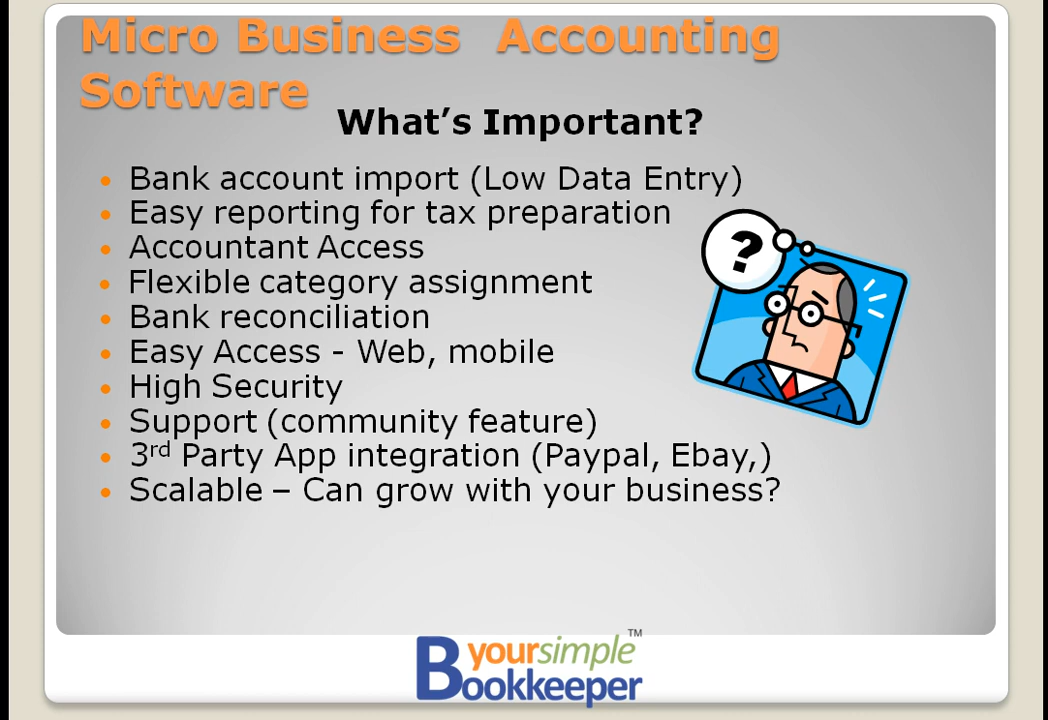 Micro Business Accounting
Software
What's Important?
Bank account import (Low Data Entry)
Easy reporting for tax preparation
Accountant Access
Flexible category assignment
Bank reconciliation
Easy Access - Web, mobile
High Security
Support (community feature)
3rd Party App integration (Paypal, Ebay,)
Scalable – Can grow with your business?
?
yoursimple™
Bookkeeper